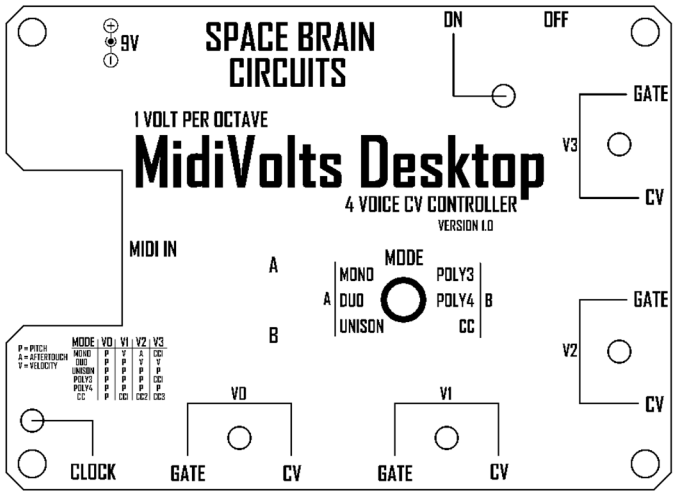 ON OFF
SPACE BRAIN
CIRCUITS
+
9V
-
GATE
1 VOLT PER OCTAVE
MidiVolts Desktop
V3
CV
4 VOICE CV CONTROLLER
VERSION 1.0
MIDI IN
MODE
A
MONO POLY3
A DUO POLY4 B
UNISON CC
GATE
B
V2
CV
P = PITCH
A = AFTERTOUCH
V = VELOCITY
MODE V0 V1 V2 V3
MONO P V A CC1
DUO P P V V
UNISON P P P P
POLY3 P P P CC1
POLY4 P P P P
CC P CC1 CC2 CC3
V0 V1
CLOCK GATE CV GATE CV